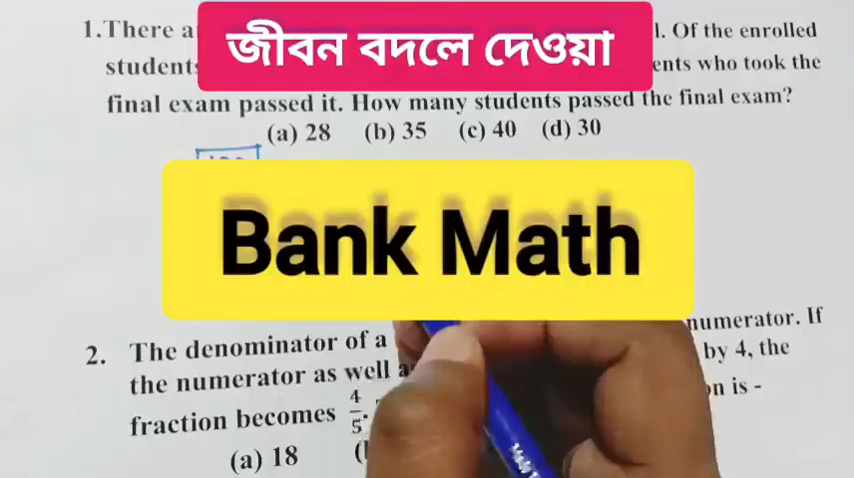 1.There a
জীবন বদলে দেওয়া
l. Of the enrolled
student
ents who took the
final exam passed it. How many students passed the final exam?
(a) 28 (b) 35 (c) 40 (d) 30
Bank Math
2. The denominator of a
numerator. If
the numerator as well a
by 4, the
fraction becomes 4/5.
n is -
(a) 18